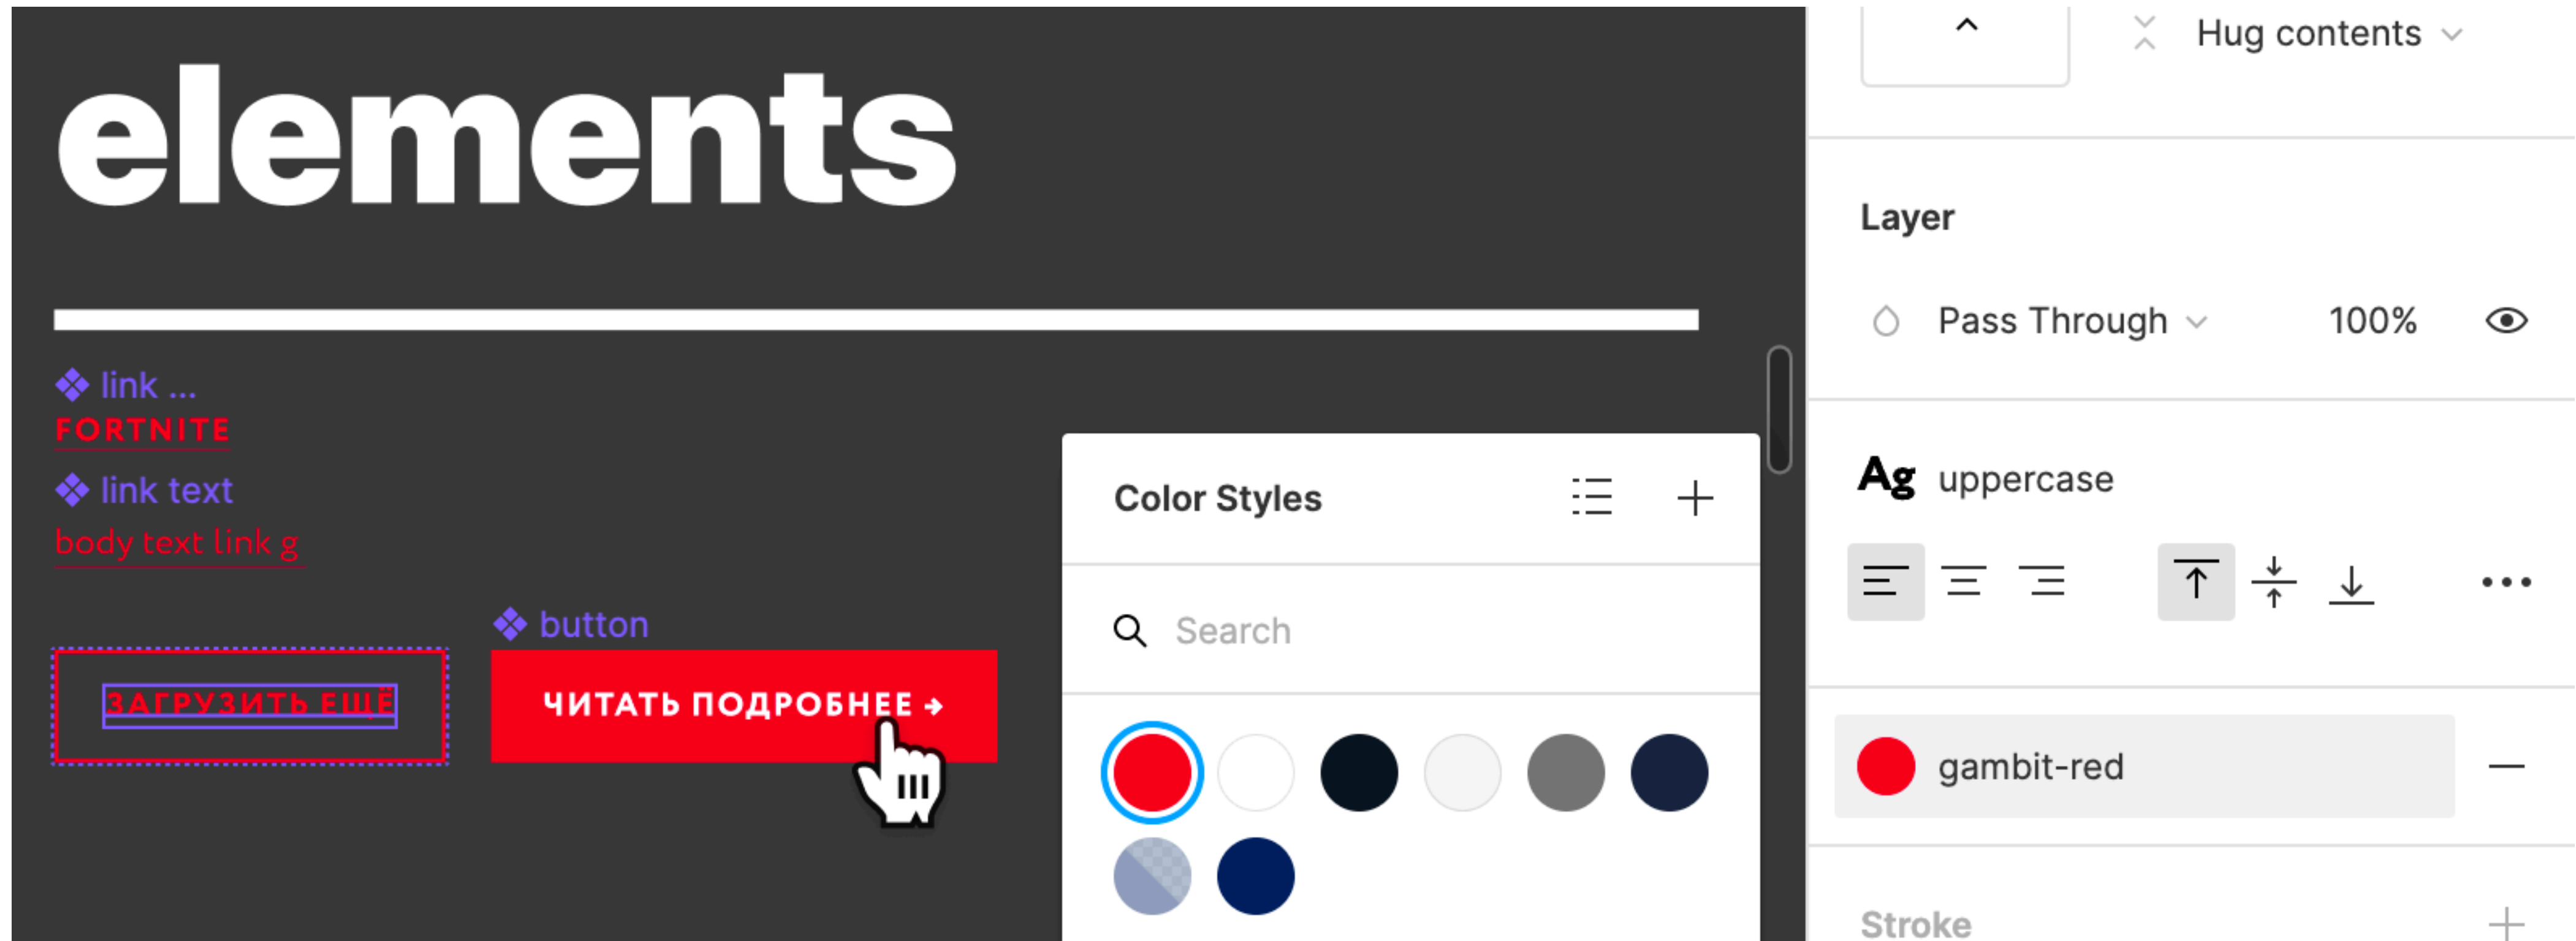 elements
link ...
FORTNITE
link text
body text link g
button
ЗАГРУЗИТЬ ЕЩЁ
ЧИТАТЬ ПОДРОБНЕЕ →
Color Styles
Search
Hug contents
Layer
Pass Through
100%
Ag uppercase
gambit-red
Stroke